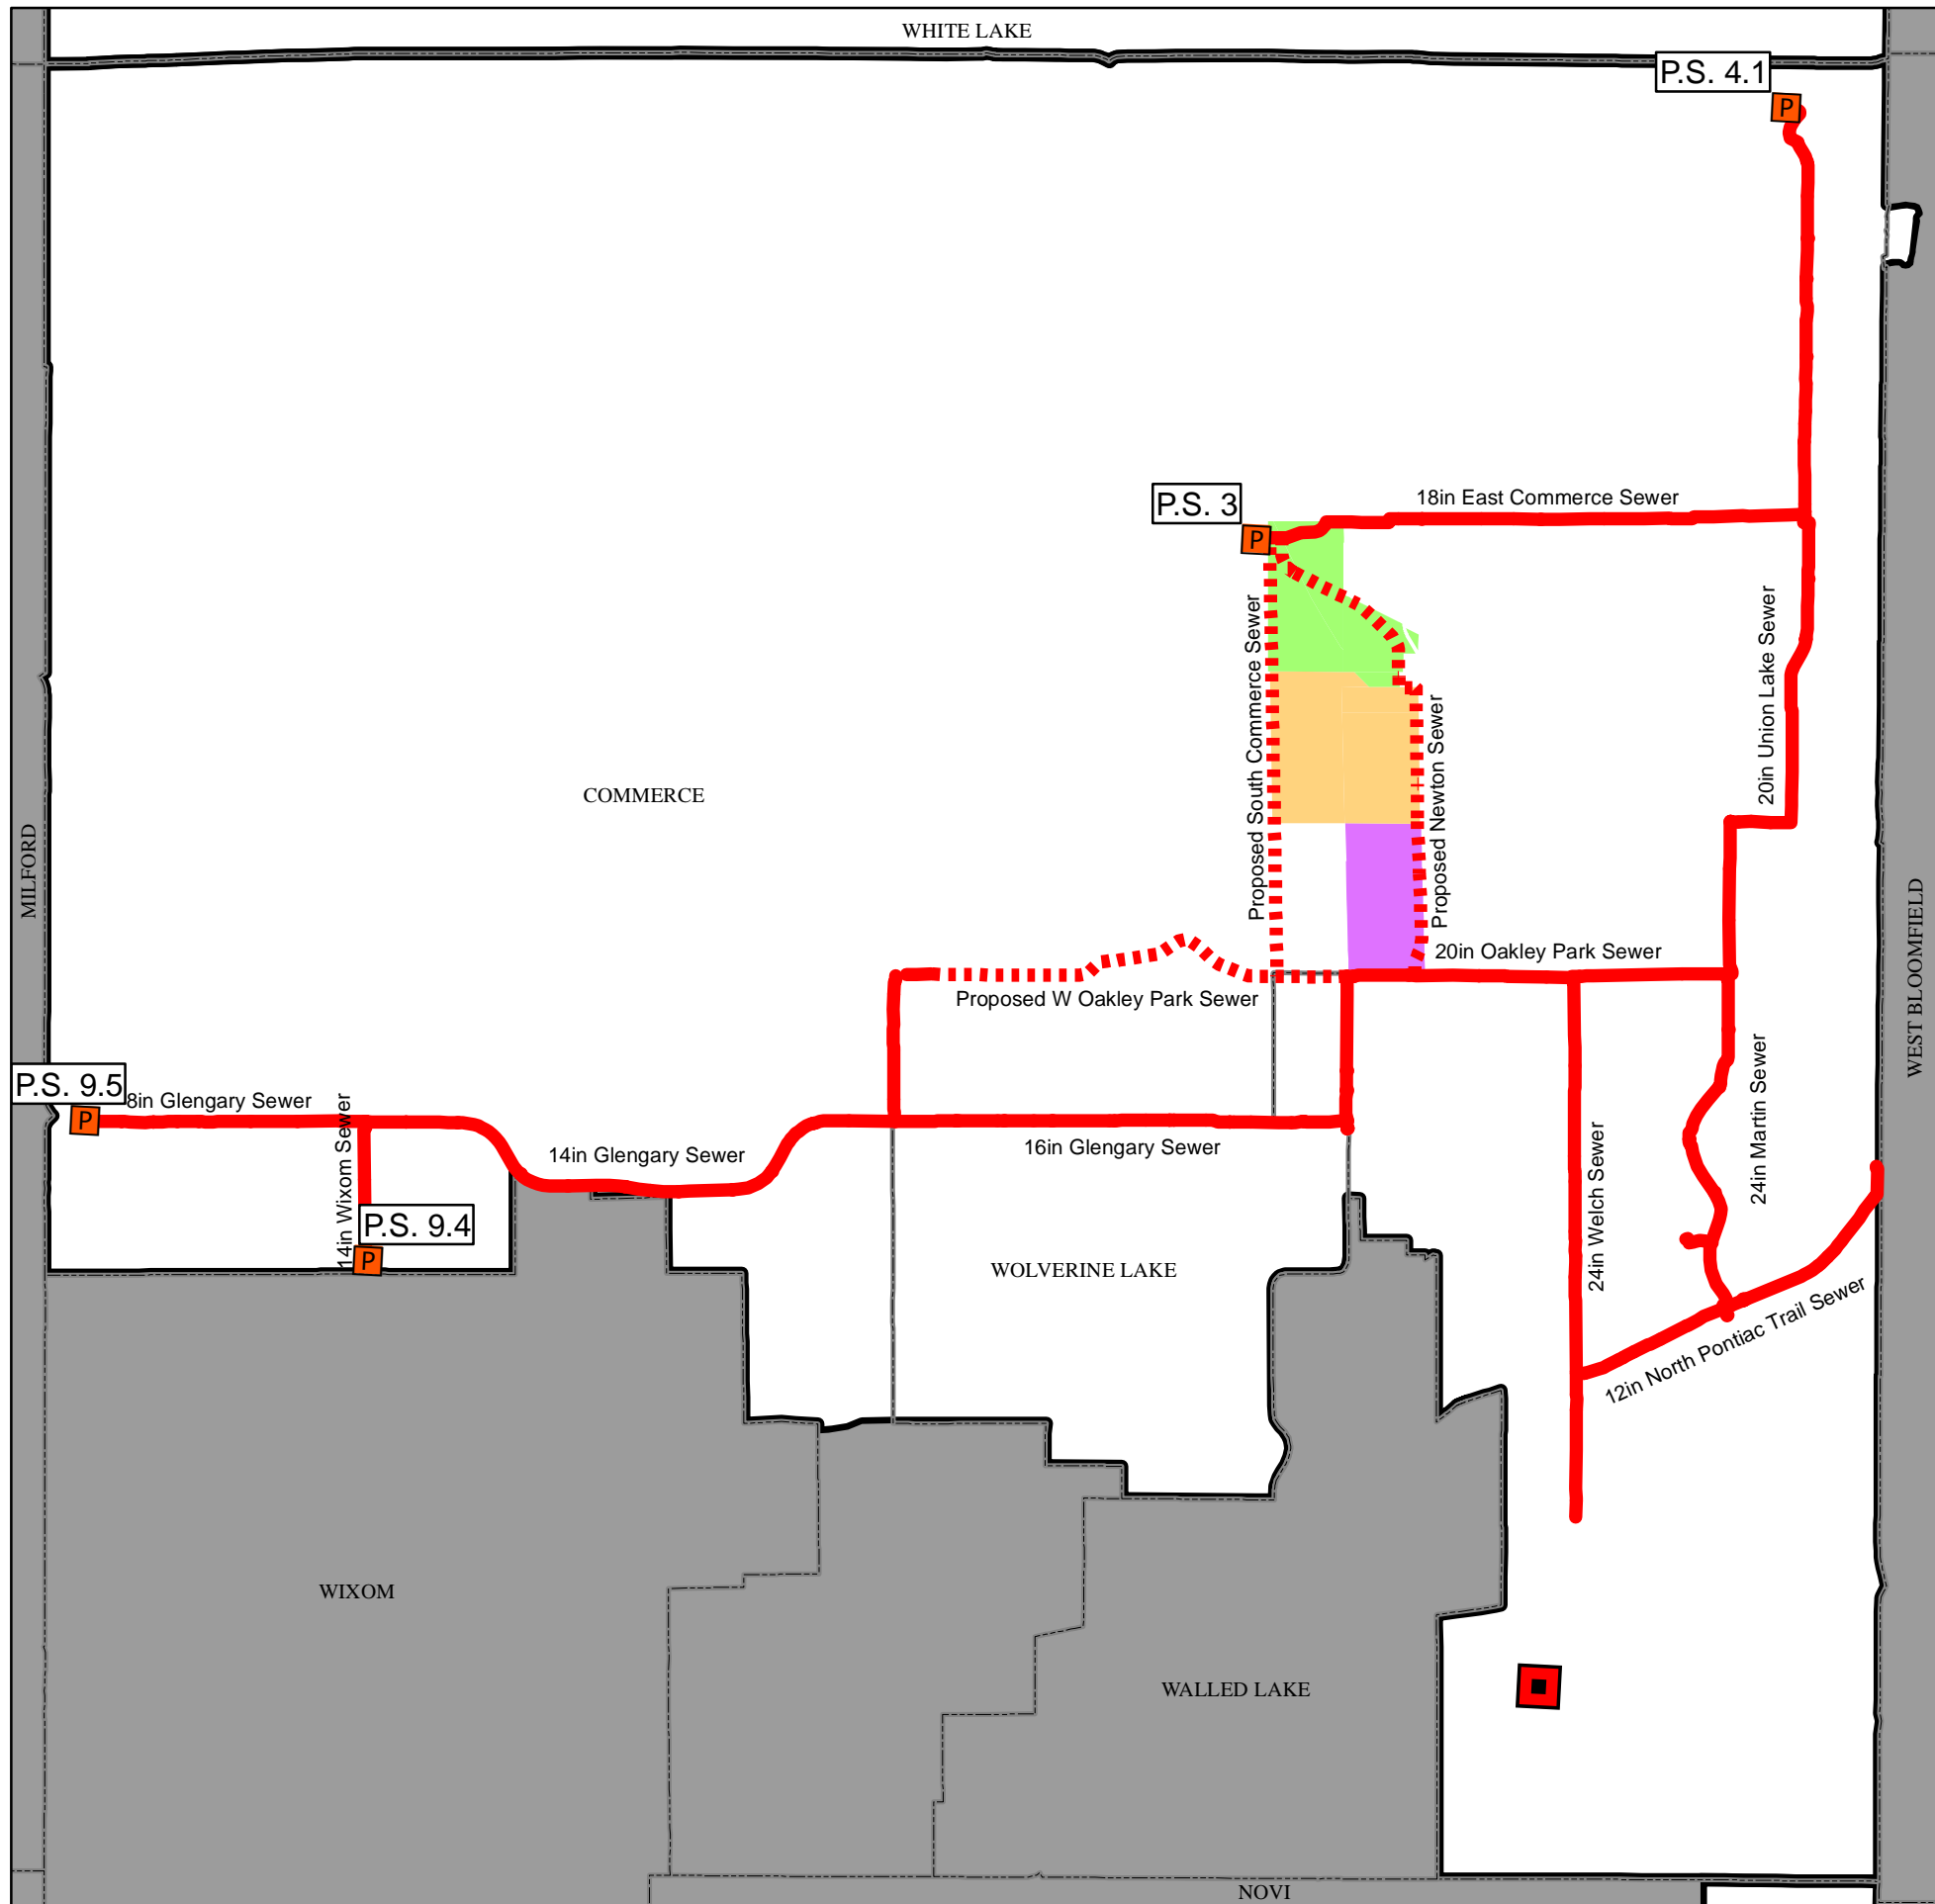 WHITE LAKE
P.S. 4.1
P
P.S. 3
P
18in East Commerce Sewer
Proposed South Commerce Sewer
20in Union Lake Sewer
Proposed Newton Sewer
COMMERCE
MILFORD
WEST BLOOMFIELD
20in Oakley Park Sewer
Proposed W Oakley Park Sewer
P.S. 9.5
P
8in Glengary Sewer
14in Wixom Sewer
14in Glengary Sewer
16in Glengary Sewer
24in Martin Sewer
24in Welch Sewer
P.S. 9.4
P
WOLVERINE LAKE
12in North Pontiac Trail Sewer
WIXOM
WALLED LAKE
NOVI